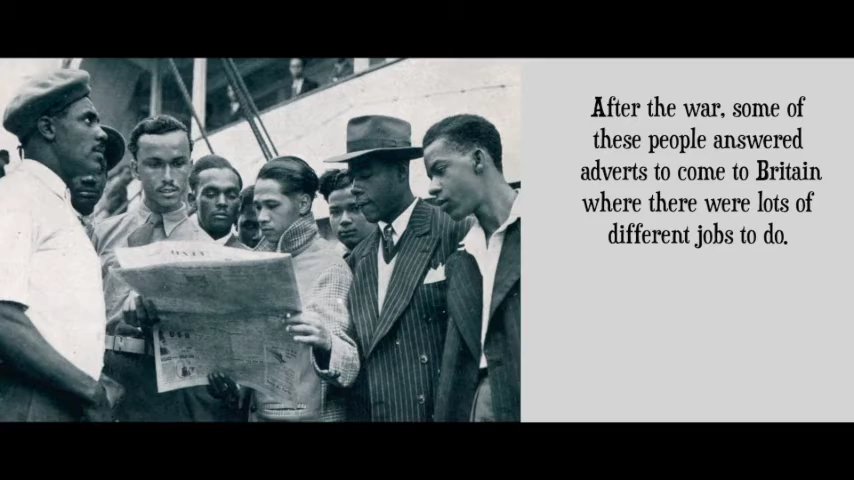 After the war, some of
these people answered
adverts to come to Britain
where there were lots of
different jobs to do.